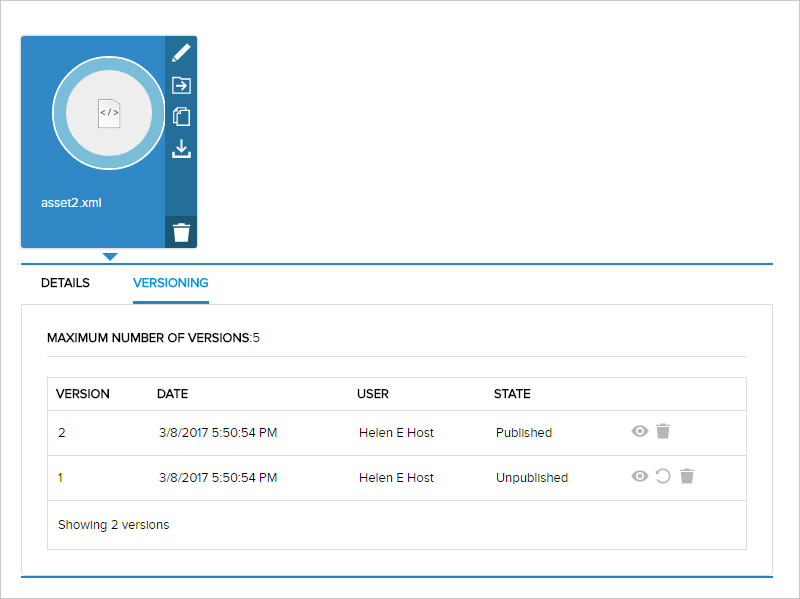 </>
asset2.xml
DETAILS VERSIONING
MAXIMUM NUMBER OF VERSIONS:5
VERSION DATE USER STATE
2 3/8/2017 5:50:54 PM Helen E Host Published
1 3/8/2017 5:50:54 PM Helen E Host Unpublished
Showing 2 versions